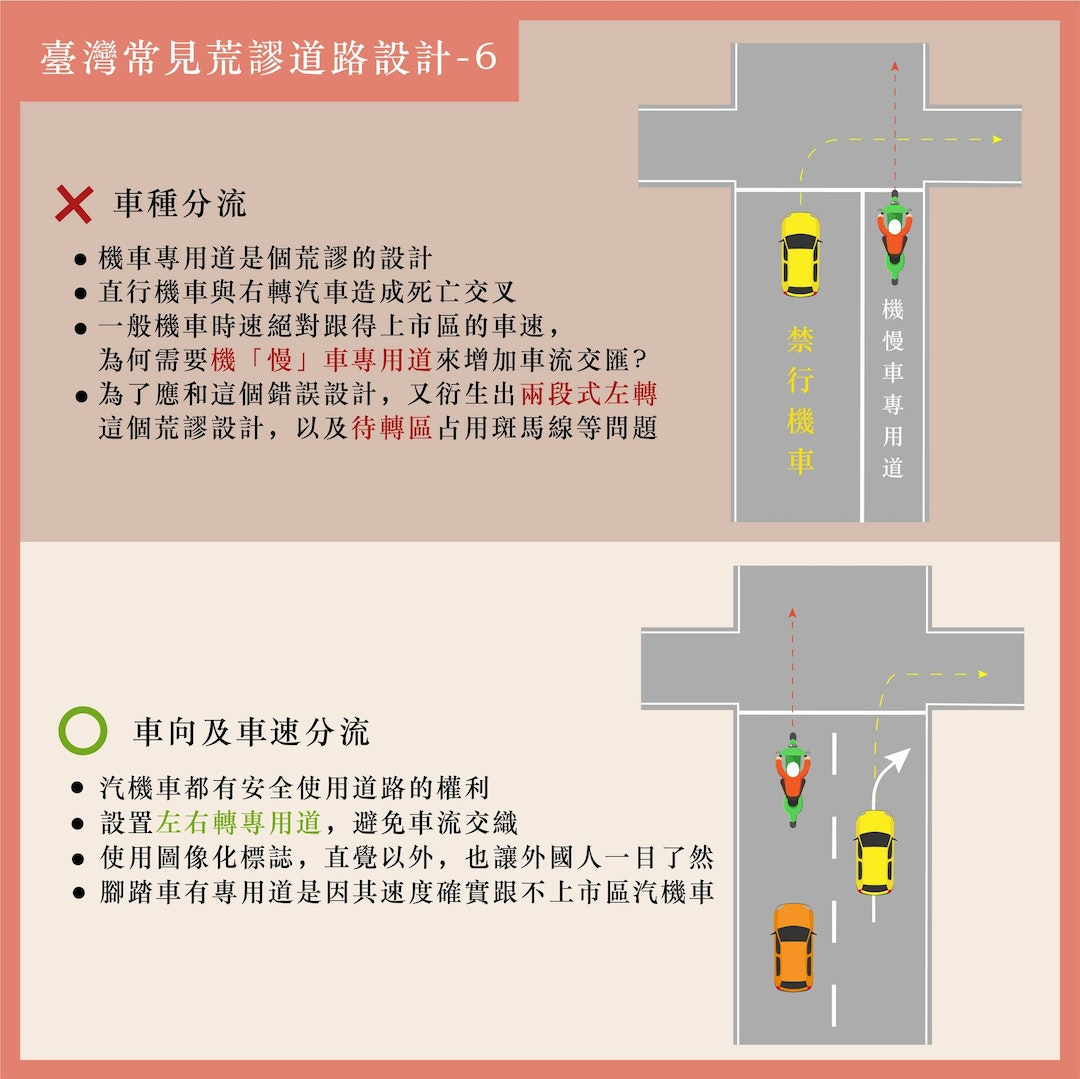 臺灣常見荒謬道路設計-6
車種分流
機車專用道是個荒謬的設計
直行機車與右轉汽車造成死亡交叉
一般機車時速絕對跟得上市區的車速，
為何需要機「慢」車專用道來增加車流交匯?
為了應和這個錯誤設計，又衍生出兩段式左轉
這個荒謬設計，以及待轉區占用斑馬線等問題
禁行機車
機慢車專用道
車向及車速分流
汽機車都有安全使用道路的權利
設置左右轉專用道，避免車流交織
使用圖像化標誌，直覺以外，也讓外國人一目了然
腳踏車有專用道是因其速度確實跟不上市區汽機車